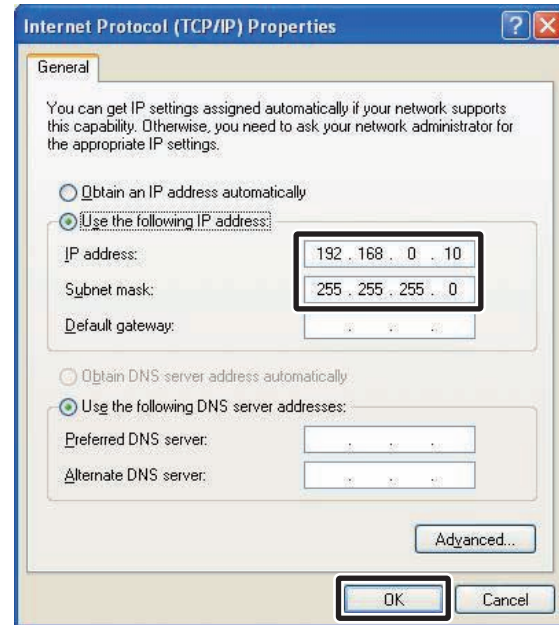 Internet Protocol (TCP/IP) Properties
General
You can get IP settings assigned automatically if your network supports
this capability. Otherwise, you need to ask your network administrator for
the appropriate IP settings.
Obtain an IP address automatically
Use the following IP address:
IP address: 192 . 168 . 0 . 10
Subnet mask: 255 . 255 . 255 . 0
Default gateway: . . .
Obtain DNS server address automatically
Use the following DNS server addresses:
Preferred DNS server: . . .
Alternate DNS server: . . .
Advanced...
OK Cancel